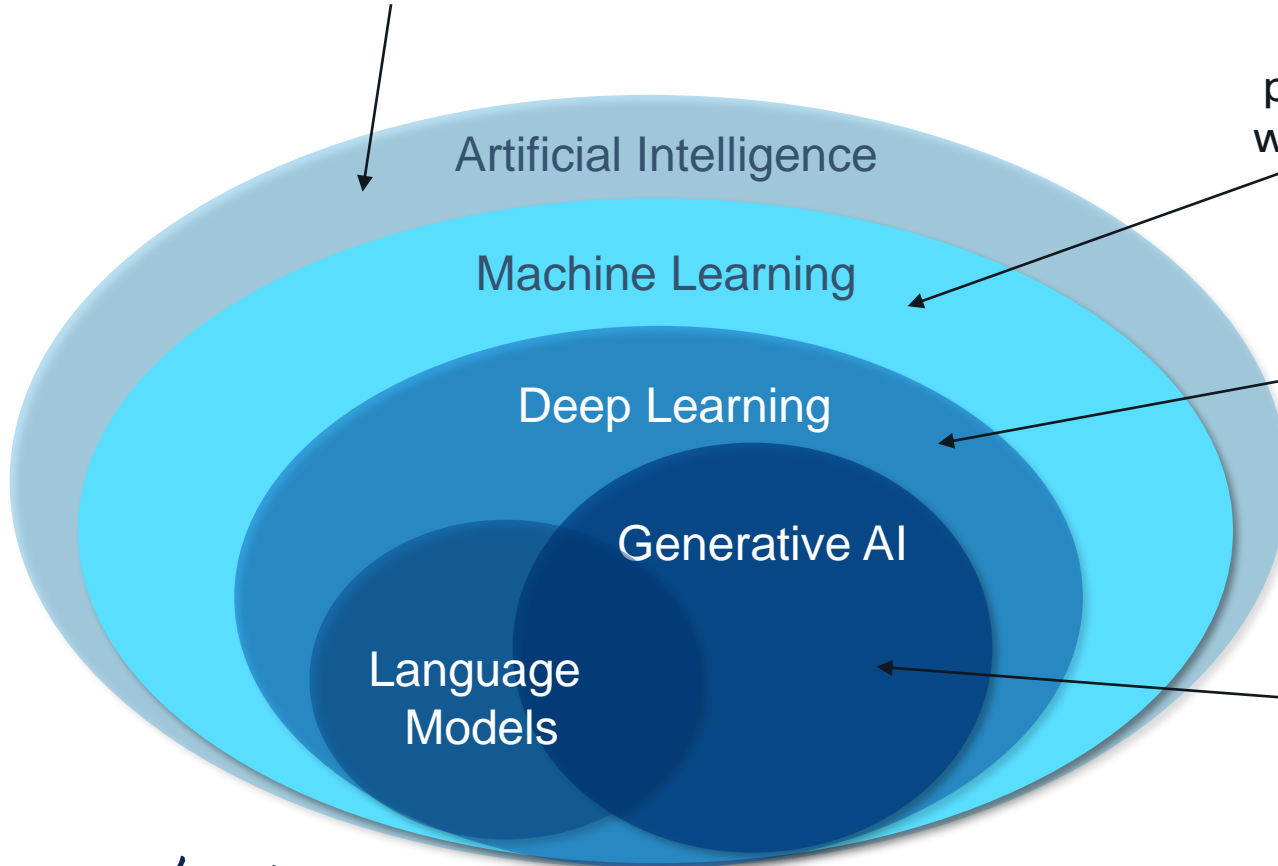 Artificial Intelligence
Machine Learning
Deep Learning
Generative AI
Language
Models